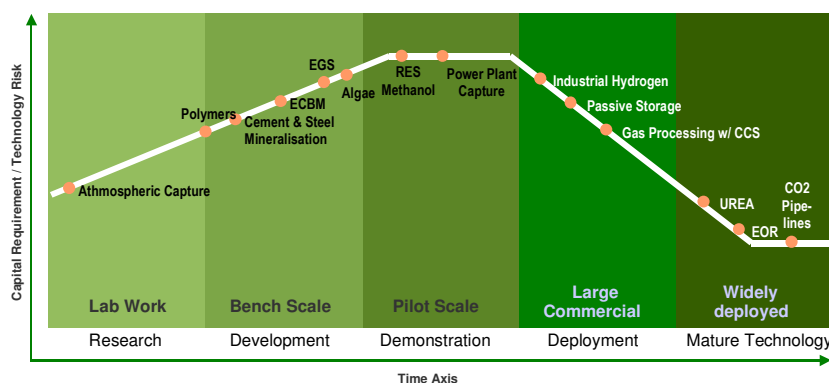 Capital Requirement / Technology Risk
Athmospheric Capture
Polymers
Cement & Steel
Mineralisation
ECBM
EGS
Algae
RES
Methanol
Power Plant
Capture
Industrial Hydrogen
Passive Storage
Gas Processing w/ CCS
UREA
EOR
CO2
Pipe-
lines
Lab Work
Bench Scale
Pilot Scale
Large
Commercial
Widely
deployed
Research
Development
Demonstration
Deployment
Mature Technology
Time Axis